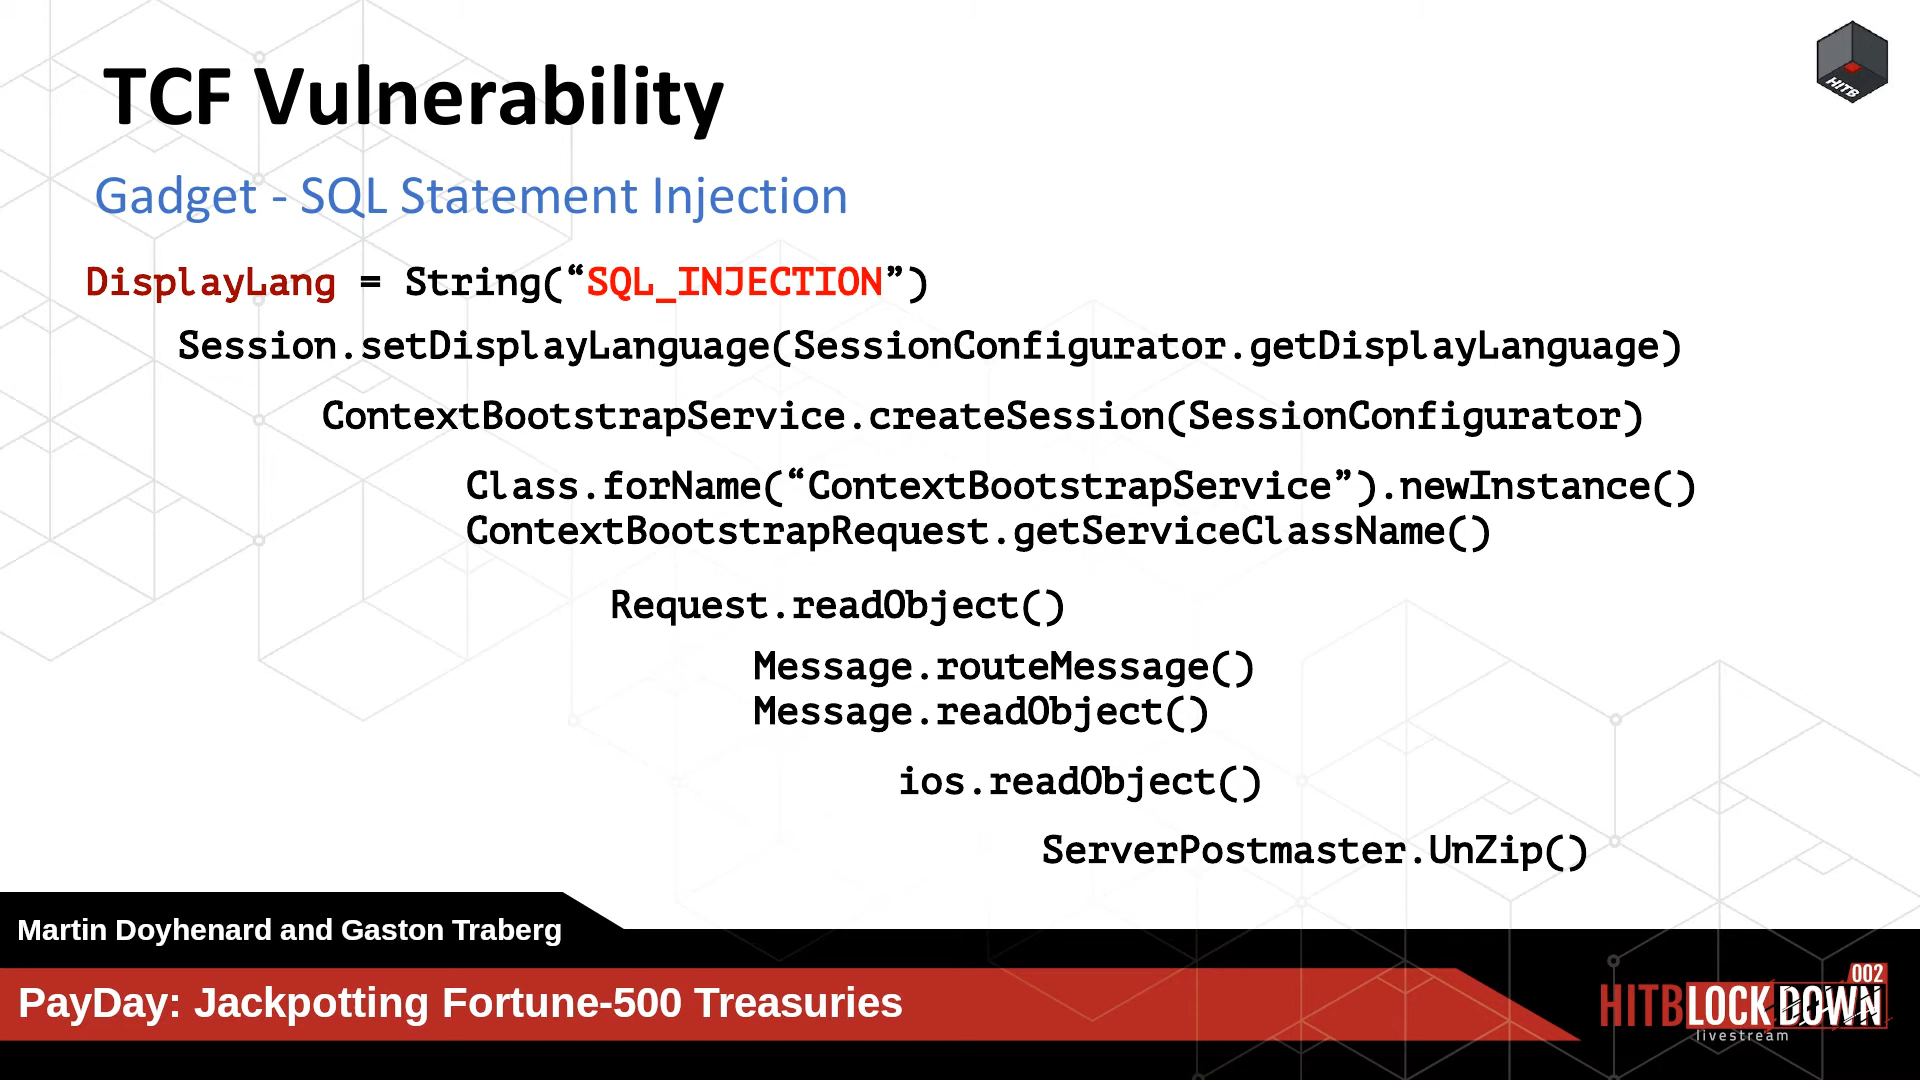 TCF Vulnerability
HITB
Gadget - SQL Statement Injection
DisplayLang = String(“SQL_INJECTION”)
Session.setDisplayLanguage(SessionConfigurator.getDisplayLanguage)
ContextBootstrapService.createSession(SessionConfigurator)
Class.forName(“ContextBootstrapService”).newInstance()
ContextBootstrapRequest.getServiceClassName()
Request.readObject()
Message.routeMessage()
Message.readObject()
ios.readObject()
ServerPostmaster.UnZip()
Martin Doyhenard and Gaston Traberg
PayDay: Jackpotting Fortune-500 Treasuries
002
HITBLOCKDOWN
livestream